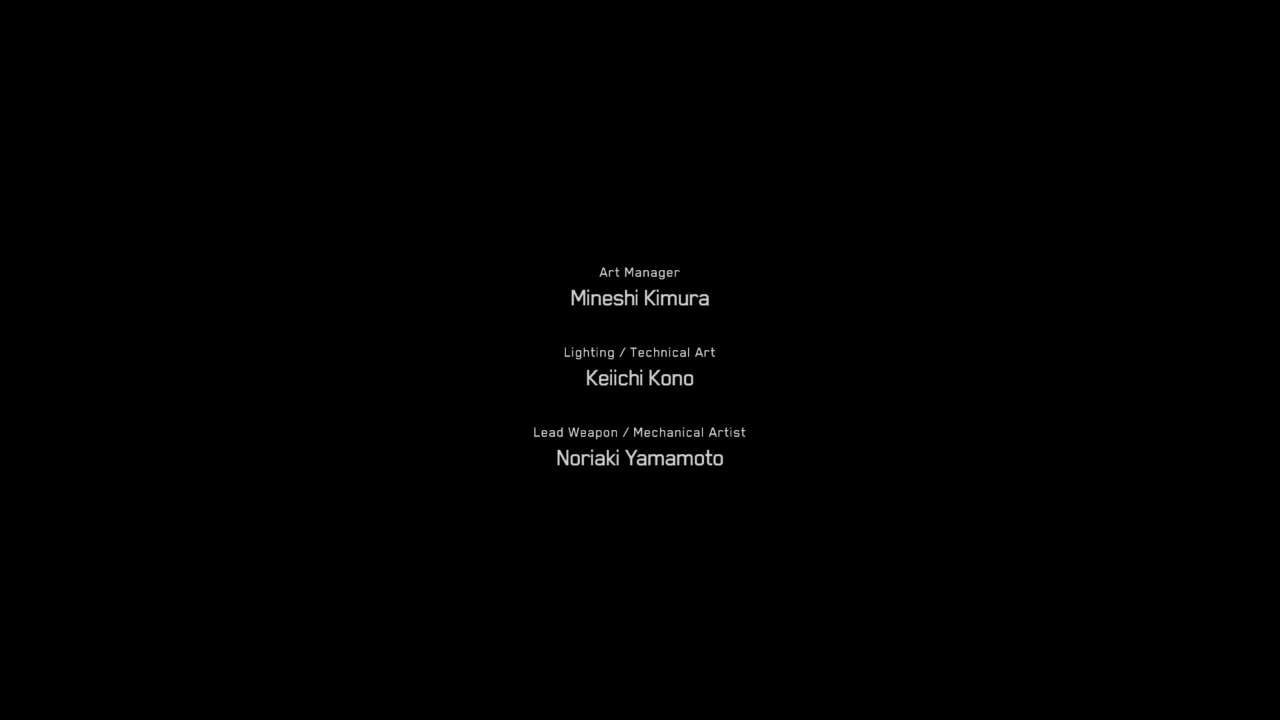 Art Manager
Mineshi Kimura
Lighting / Technical Art
Keiichi Kono
Lead Weapon / Mechanical Artist
Noriaki Yamamoto